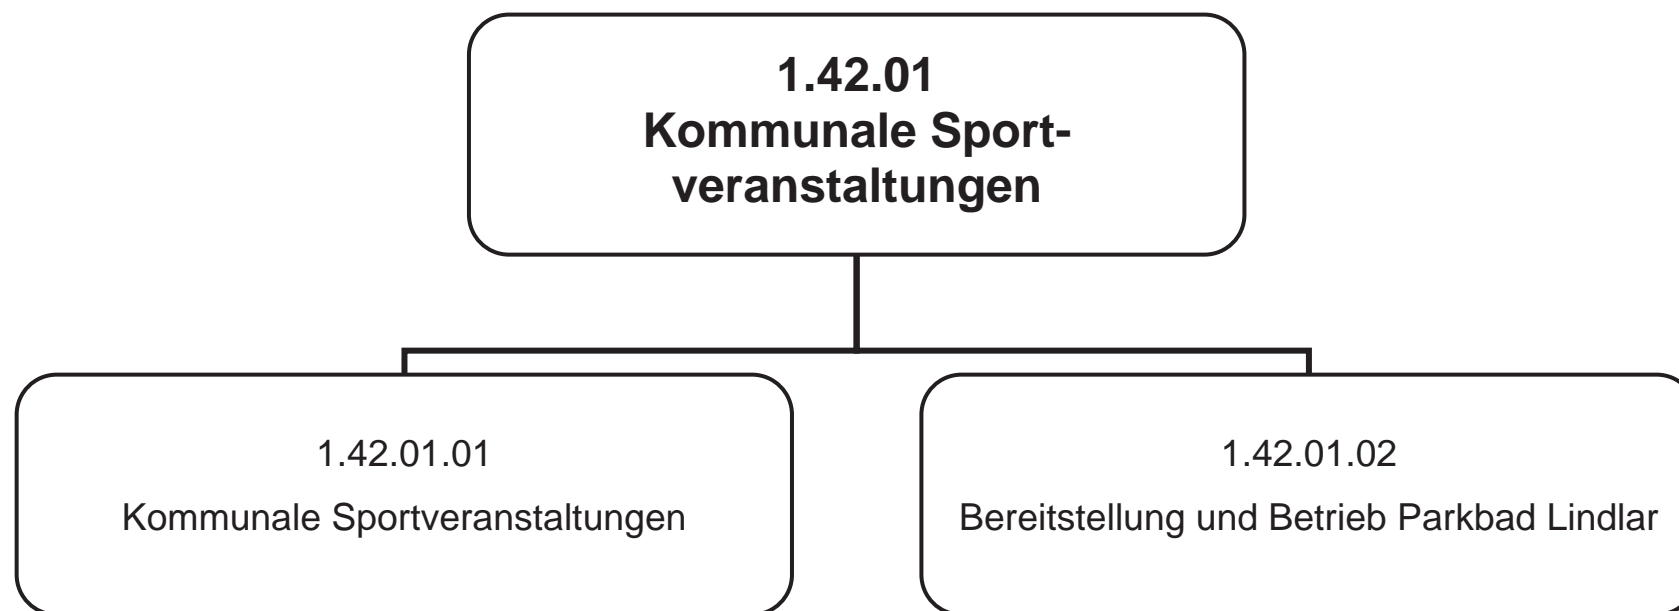 1.42.01
Kommunale Sport-
veranstaltungen
1.42.01.01
Kommunale Sportveranstaltungen
1.42.01.02
Bereitstellung und Betrieb Parkbad Lindlar